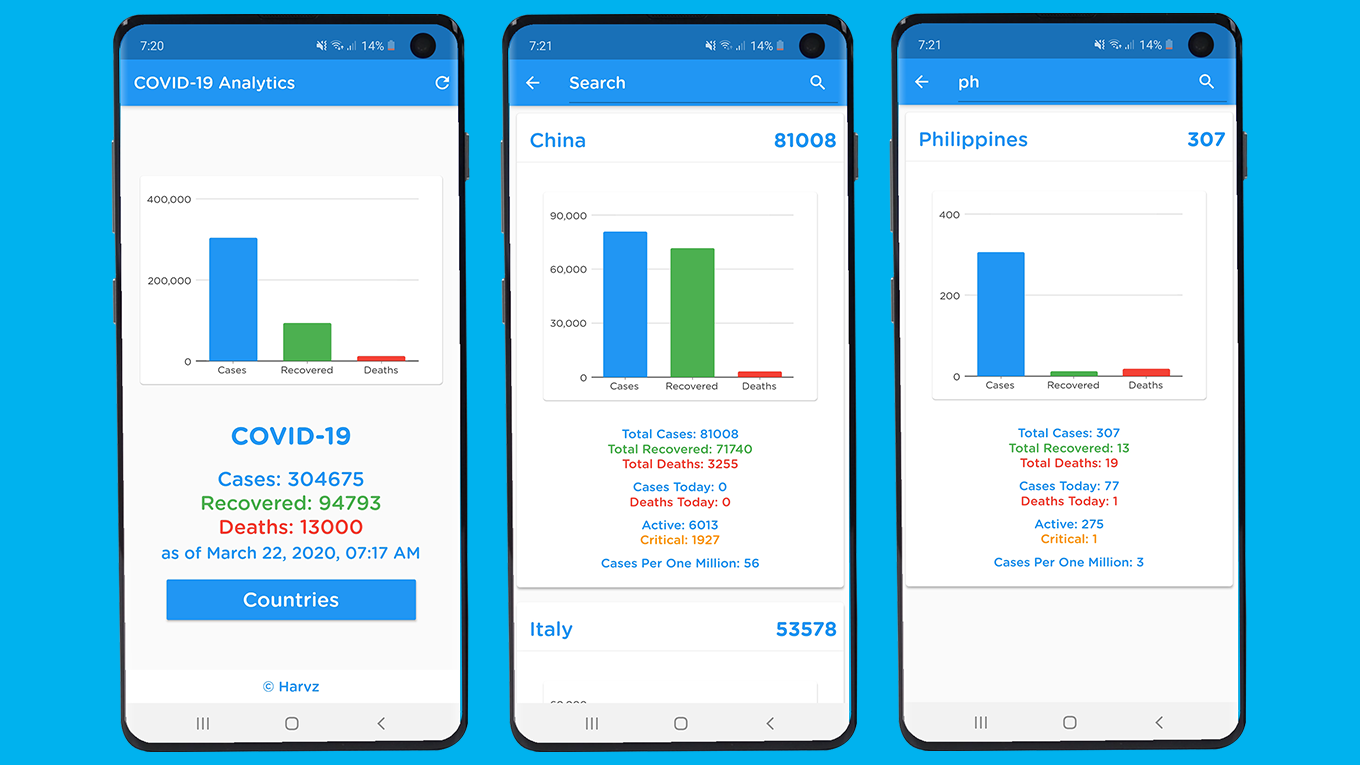 7:20 14%
COVID-19 Analytics
400,000
200,000
0
Cases Recovered Deaths
COVID-19
Cases: 304675
Recovered: 94793
Deaths: 13000
as of March 22, 2020, 07:17 AM
Countries
© Harvz
7:21 14%
Search
China 81008
90,000
60,000
30,000
0
Cases Recovered Deaths
Total Cases: 81008
Total Recovered: 71740
Total Deaths: 3255
Cases Today: 0
Deaths Today: 0
Active: 6013
Critical: 1927
Cases Per One Million: 56
Italy 53578
60,000
7:21 14%
ph
Philippines 307
400
200
0
Cases Recovered Deaths
Total Cases: 307
Total Recovered: 13
Total Deaths: 19
Cases Today: 77
Deaths Today: 1
Active: 275
Critical: 1
Cases Per One Million: 3